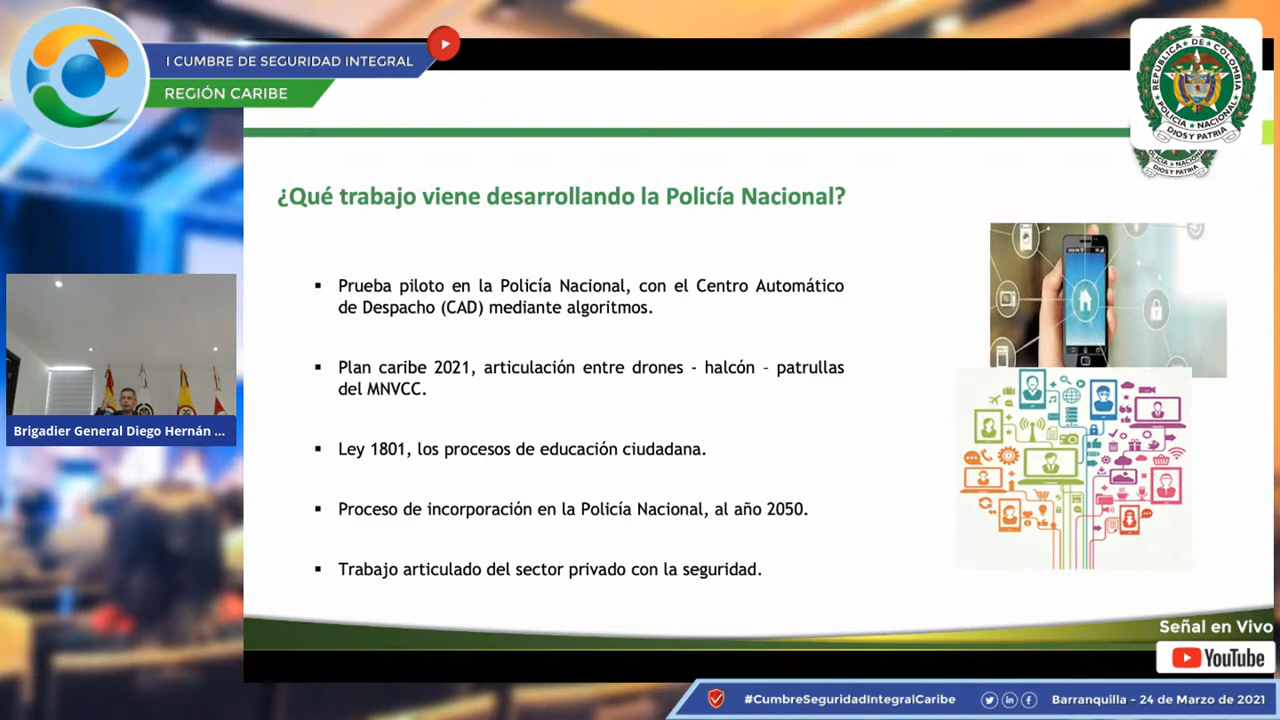 I CUMBRE DE SEGURIDAD INTEGRAL
REGIÓN CARIBE
REPÚBLICA DE COLOMBIA
POLICÍA NACIONAL
DIOS Y PATRIA
POLICÍA NACIONAL
DIOS Y PATRIA
¿Qué trabajo viene desarrollando la Policía Nacional?
▪ Prueba piloto en la Policía Nacional, con el Centro Automático
de Despacho (CAD) mediante algoritmos.
▪ Plan caribe 2021, articulación entre drones - halcón – patrullas
del MNVCC.
▪ Ley 1801, los procesos de educación ciudadana.
▪ Proceso de incorporación en la Policía Nacional, al año 2050.
▪ Trabajo articulado del sector privado con la seguridad.
Brigadier General Diego Hernán ...
Señal en Vivo
YouTube
#CumbreSeguridadIntegralCaribe
Barranquilla - 24 de Marzo de 2021